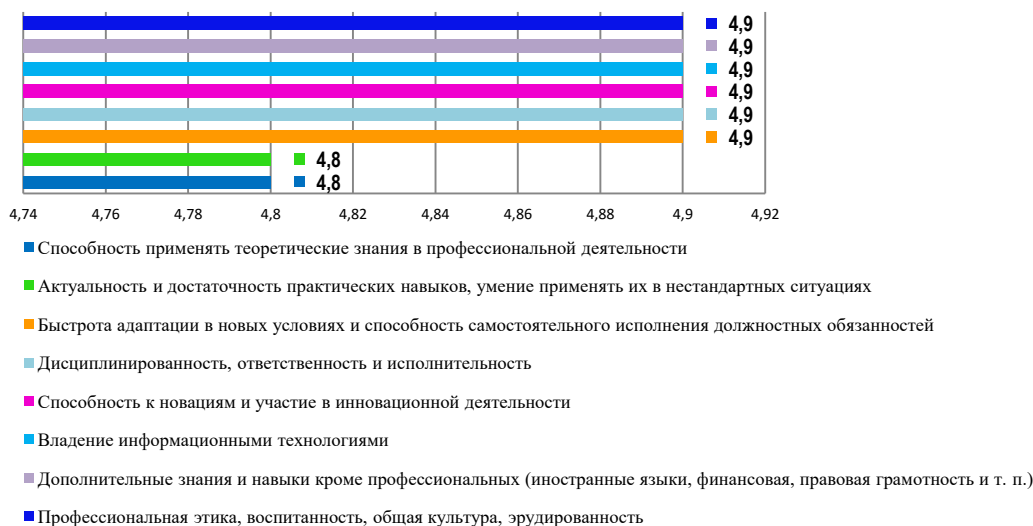 4,9
4,9
4,9
4,9
4,9
4,9
4,8
4,8
4,74 4,76 4,78 4,8 4,82 4,84 4,86 4,88 4,9 4,92
Способность применять теоретические знания в профессиональной деятельности
Актуальность и достаточность практических навыков, умение применять их в нестандартных ситуациях
Быстрота адаптации в новых условиях и способность самостоятельного исполнения должностных обязанностей
Дисциплинированность, ответственность и исполнительность
Способность к новациям и участие в инновационной деятельности
Владение информационными технологиями
Дополнительные знания и навыки кроме профессиональных (иностранные языки, финансовая, правовая грамотность и т. п.)
Профессиональная этика, воспитанность, общая культура, эрудированность